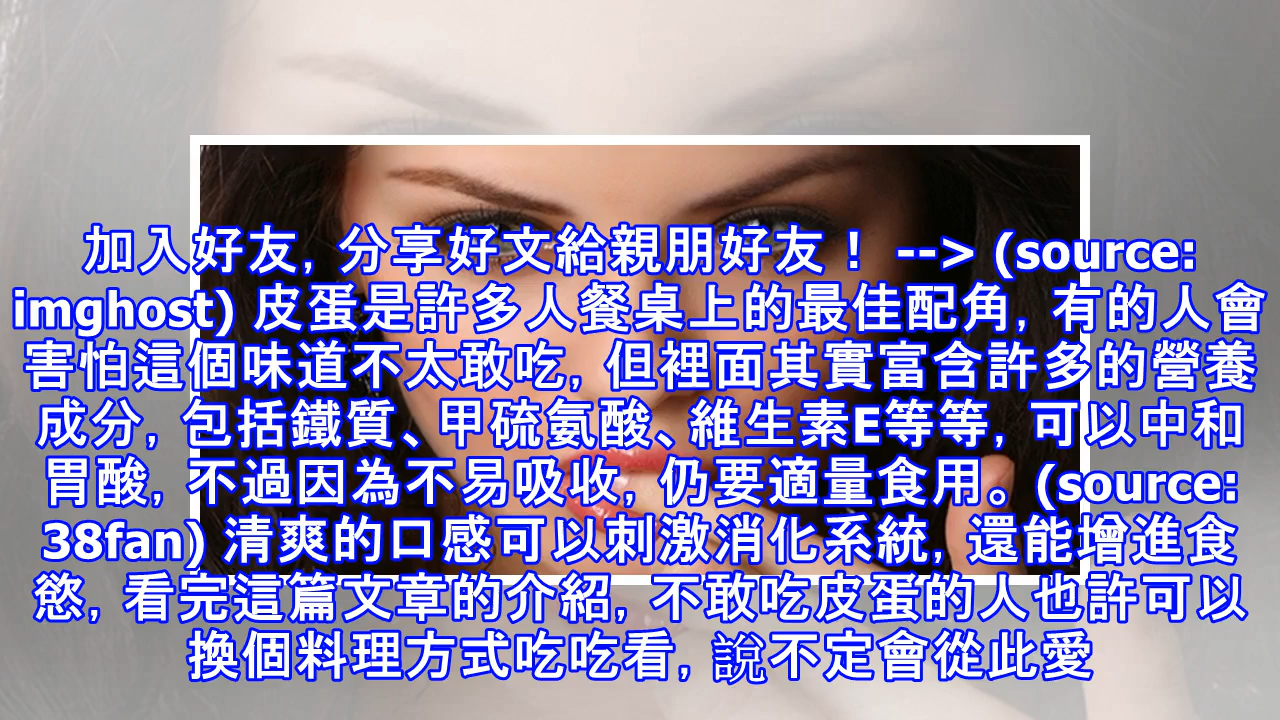 加入好友, 分享好文給親朋好友！ --> (source:
imghost) 皮蛋是許多人餐桌上的最佳配角, 有的人會
害怕這個味道不太敢吃, 但裡面其實富含許多的營養
成分, 包括鐵質、甲硫氨酸、維生素E等等, 可以中和
胃酸, 不過因為不易吸收, 仍要適量食用。(source:
38fan) 清爽的口感可以刺激消化系統, 還能增進食
慾, 看完這篇文章的介紹, 不敢吃皮蛋的人也許可以
換個料理方式吃吃看, 說不定會從此愛